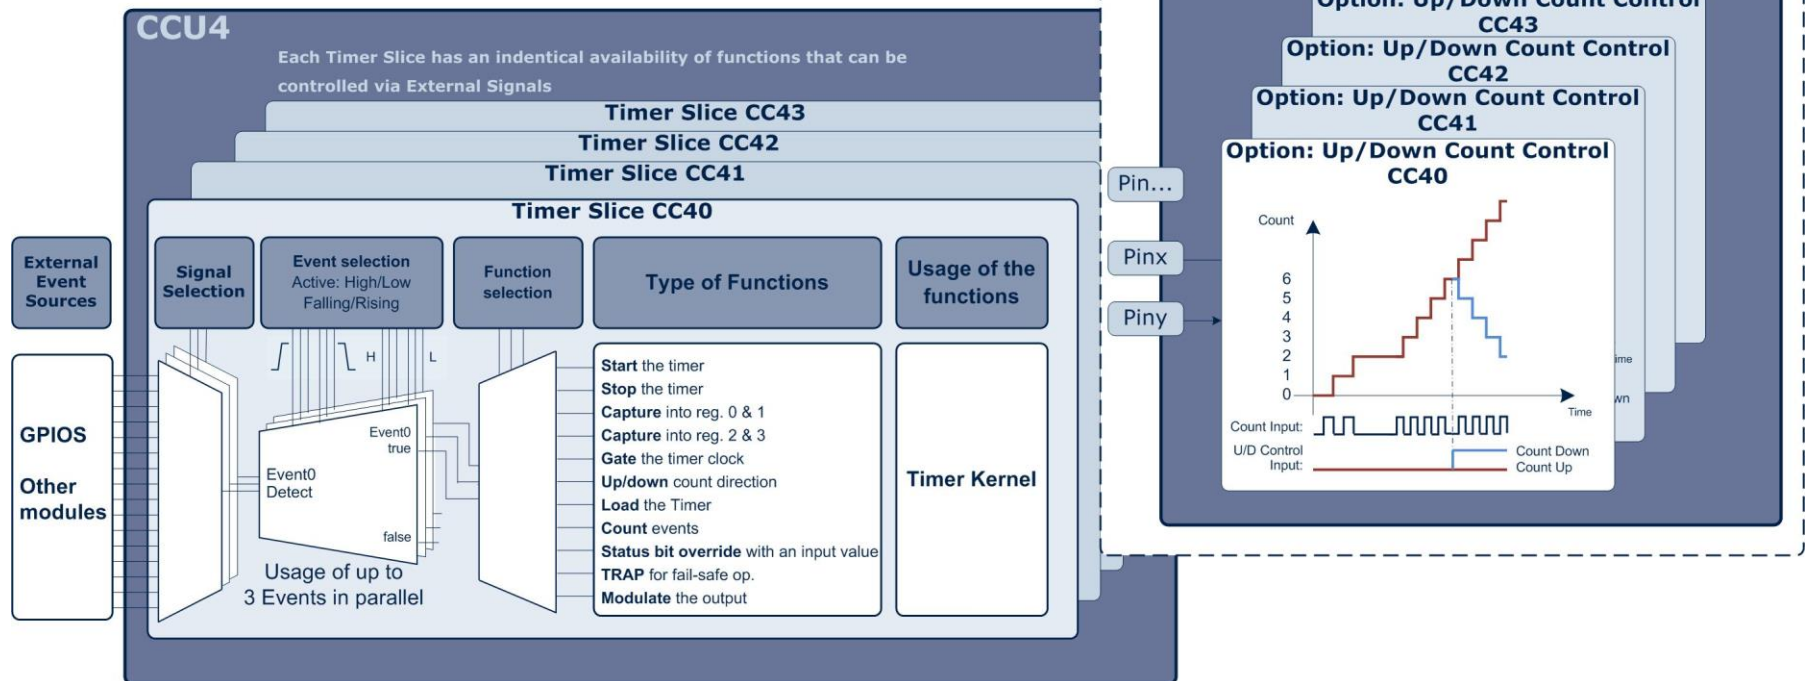 CCU4
Each Timer Slice has an indentical availability of functions that can be
controlled via External Signals
Timer Slice CC43
Timer Slice CC42
Timer Slice CC41
Timer Slice CC40
External
Event
Sources
Signal
Selection
Event selection
Active: High/Low
Falling/Rising
Function
selection
Type of Functions
Usage of the
functions
GPIOS
Other
modules
H
L
Event0
true
Event0
Detect
false
Usage of up to
3 Events in parallel
Start the timer
Stop the timer
Capture into reg. 0 & 1
Capture into reg. 2 & 3
Gate the timer clock
Up/down count direction
Load the Timer
Count events
Status bit override with an input value
TRAP for fail-safe op.
Modulate the output
Timer Kernel
Pin...
Pinx
Piny
Option: Up/Down Count Control
CC43
Option: Up/Down Count Control
CC42
Option: Up/Down Count Control
CC41
Option: Up/Down Count Control
CC40
Count
6
5
4
3
2
1
0
Time
Count Input:
U/D Control
Input:
Count Down
Count Up